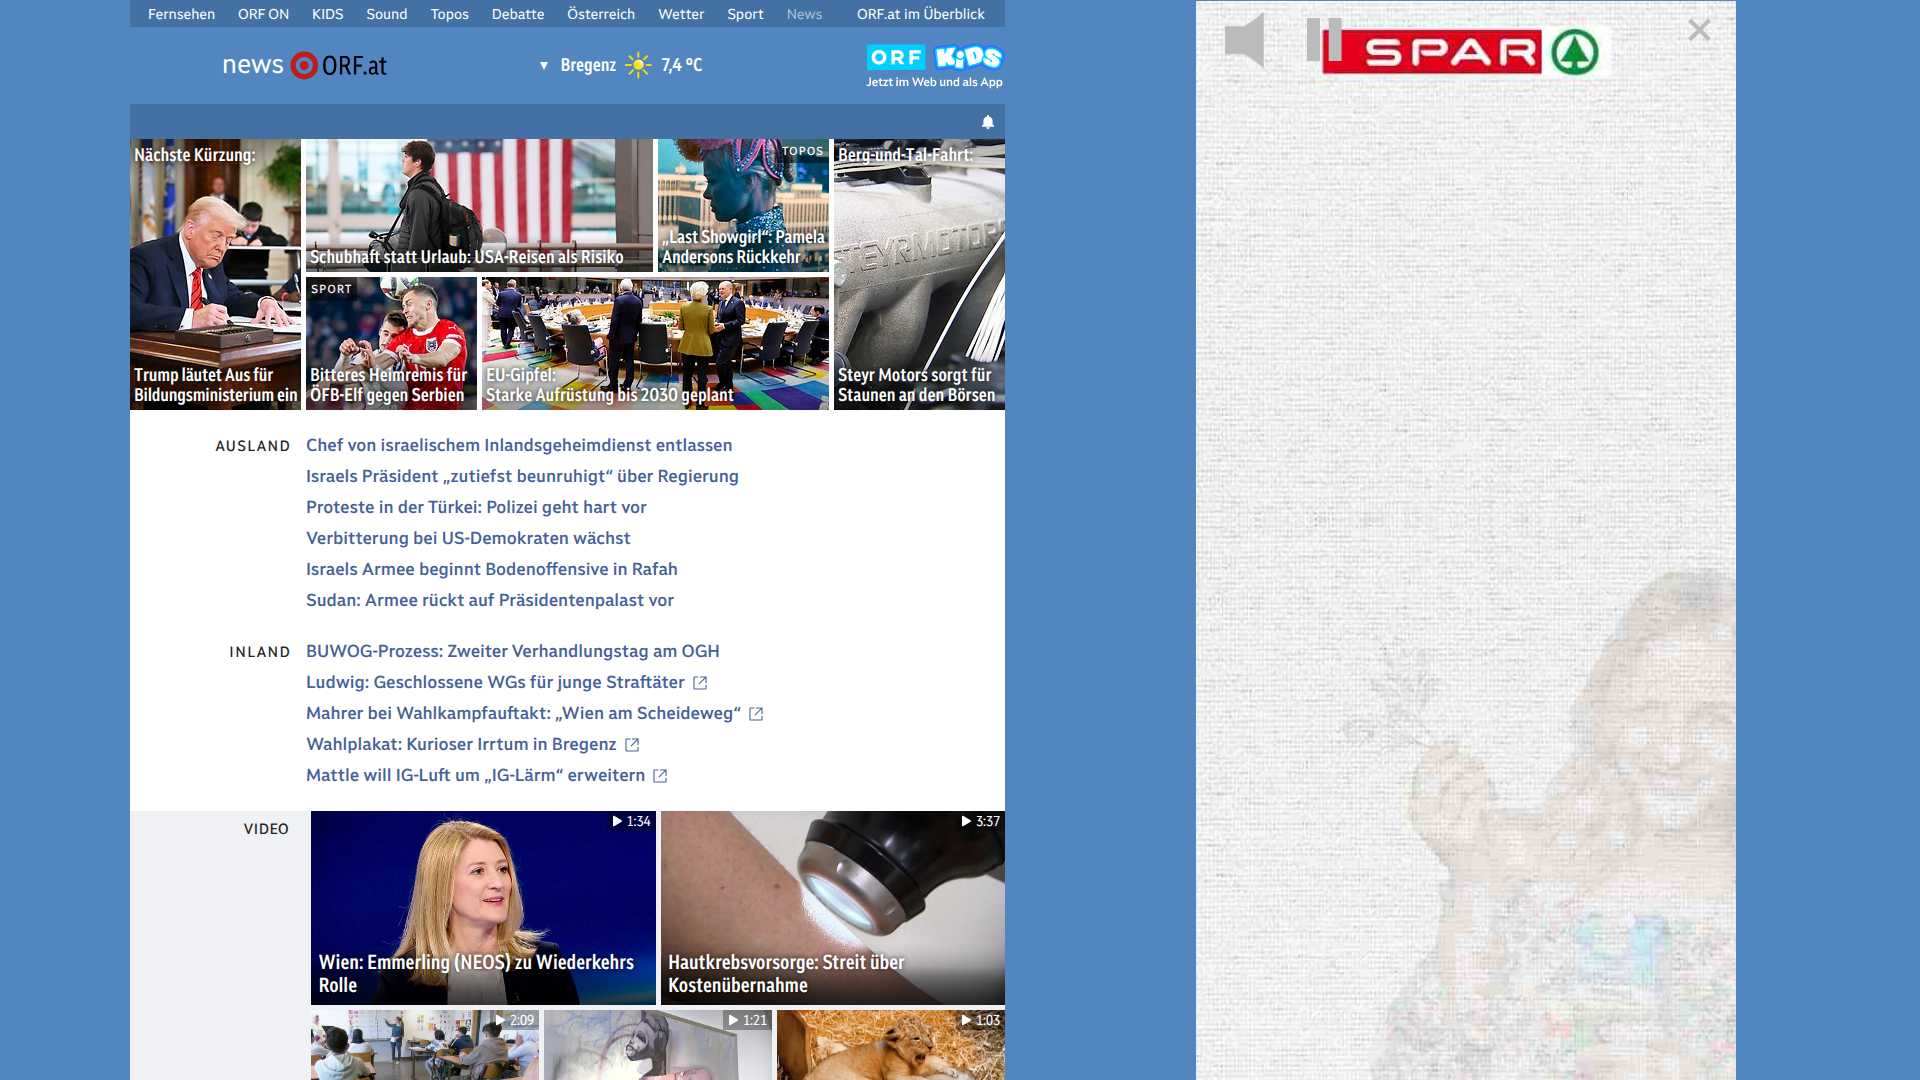 Fernsehen ORF ON KIDS Sound Topos Debatte Österreich Wetter Sport News ORF.at im Überblick
news ORF.at
▼ Bregenz 7,4 °C
ORF KiDS
Jetzt im Web und als App
SPAR
Nächste Kürzung:
Trump läutet Aus für
Bildungsministerium ein
Schubhaft statt Urlaub: USA-Reisen als Risiko
TOPOS
„Last Showgirl“: Pamela
Andersons Rückkehr
Berg-und-Tal-Fahrt:
STEYRMOTOR
Steyr Motors sorgt für
Staunen an den Börsen
SPORT
Bitteres Heimremis für
ÖFB-Elf gegen Serbien
EU-Gipfel:
Starke Aufrüstung bis 2030 geplant
AUSLAND
Chef von israelischem Inlandsgeheimdienst entlassen
Israels Präsident „zutiefst beunruhigt“ über Regierung
Proteste in der Türkei: Polizei geht hart vor
Verbitterung bei US-Demokraten wächst
Israels Armee beginnt Bodenoffensive in Rafah
Sudan: Armee rückt auf Präsidentenpalast vor
INLAND
BUWOG-Prozess: Zweiter Verhandlungstag am OGH
Ludwig: Geschlossene WGs für junge Straftäter
Mahrer bei Wahlkampfauftakt: „Wien am Scheideweg“
Wahlplakat: Kurioser Irrtum in Bregenz
Mattle will IG-Luft um „IG-Lärm“ erweitern
VIDEO
1:34
Wien: Emmerling (NEOS) zu Wiederkehrs
Rolle
3:37
Hautkrebsvorsorge: Streit über
Kostenübernahme
2:09
1:21
1:03